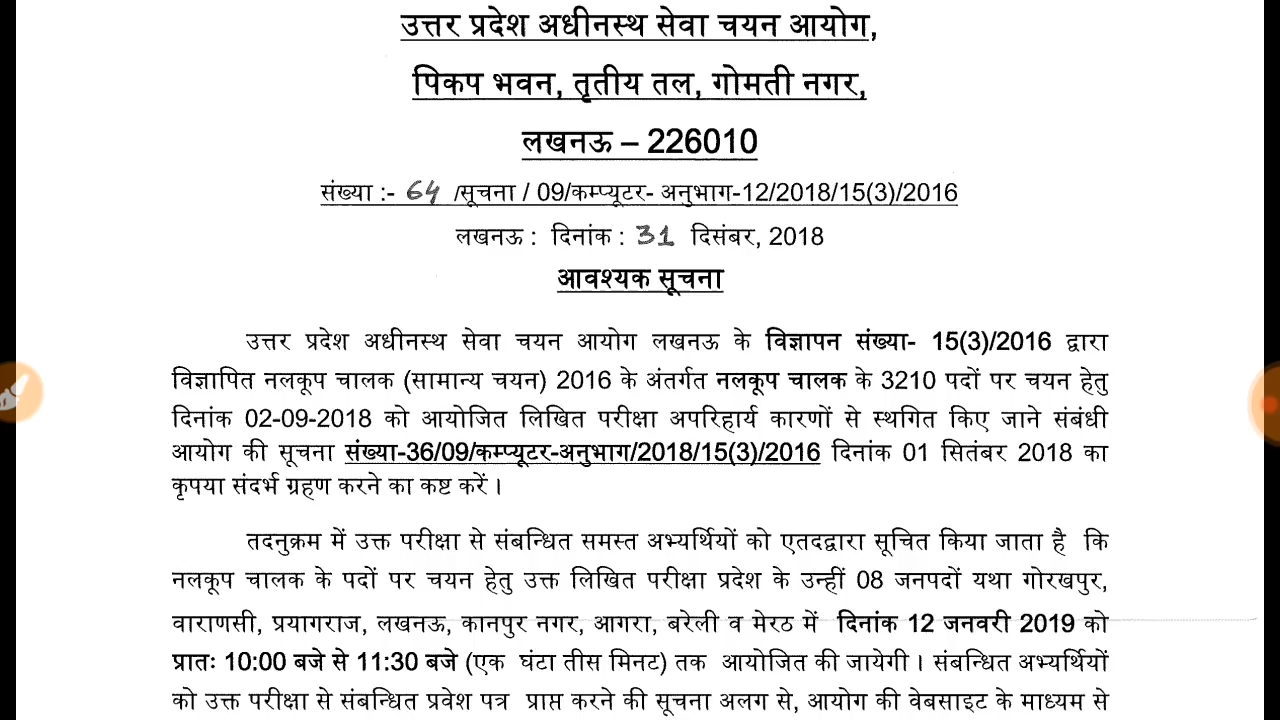 उत्तर प्रदेश अधीनस्थ सेवा चयन आयोग,
पिकप भवन, तृतीय तल, गोमती नगर,
लखनऊ – 226010
संख्या :- 64 /सूचना / 09/कम्प्यूटर- अनुभाग-12/2018/15(3)/2016
लखनऊ : दिनांक : 31 दिसंबर, 2018
आवश्यक सूचना
उत्तर प्रदेश अधीनस्थ सेवा चयन आयोग लखनऊ के विज्ञापन संख्या- 15(3)/2016 द्वारा
विज्ञापित नलकूप चालक (सामान्य चयन) 2016 के अंतर्गत नलकूप चालक के 3210 पदों पर चयन हेतु
दिनांक 02-09-2018 को आयोजित लिखित परीक्षा अपरिहार्य कारणों से स्थगित किए जाने संबंधी
आयोग की सूचना संख्या-36/09/कम्प्यूटर-अनुभाग/2018/15(3)/2016 दिनांक 01 सितंबर 2018 का
कृपया संदर्भ ग्रहण करने का कष्ट करें ।
तदनुक्रम में उक्त परीक्षा से संबन्धित समस्त अभ्यर्थियों को एतदद्वारा सूचित किया जाता है कि
नलकूप चालक के पदों पर चयन हेतु उक्त लिखित परीक्षा प्रदेश के उन्हीं 08 जनपदों यथा गोरखपुर,
वाराणसी, प्रयागराज, लखनऊ, कानपुर नगर, आगरा, बरेली व मेरठ में दिनांक 12 जनवरी 2019 को
प्रातः 10:00 बजे से 11:30 बजे (एक घंटा तीस मिनट) तक आयोजित की जायेगी । संबन्धित अभ्यर्थियों
को उक्त परीक्षा से संबन्धित प्रवेश पत्र प्राप्त करने की सूचना अलग से, आयोग की वेबसाइट के माध्यम से